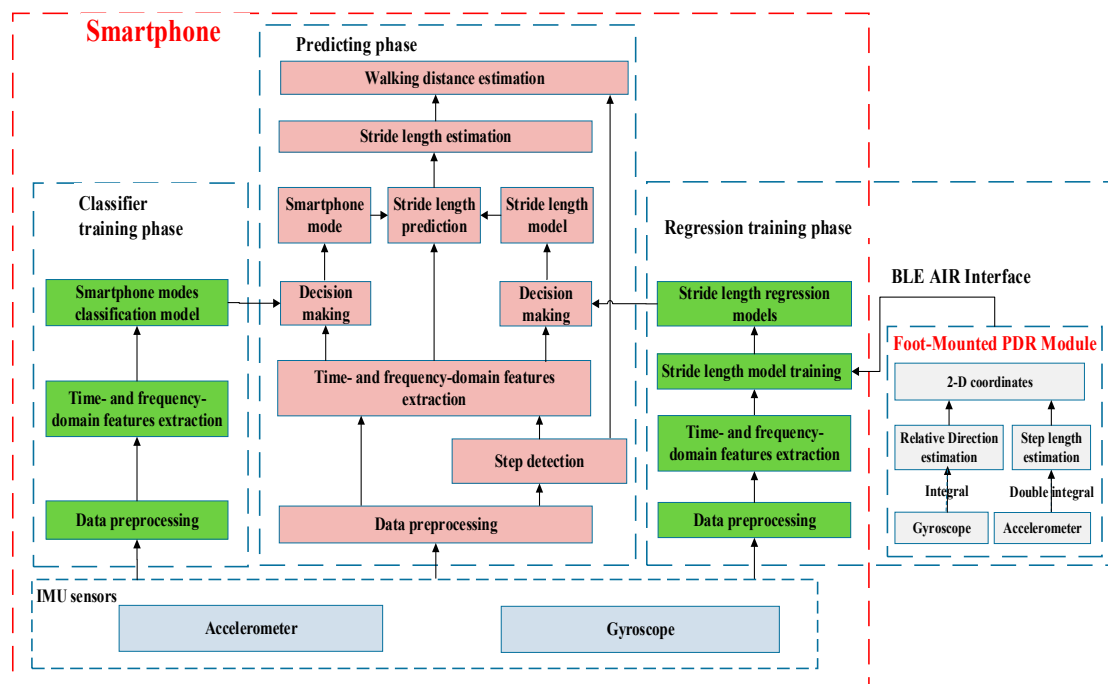 Smartphone
Predicting phase
Walking distance estimation
Stride length estimation
Classifier
training phase
Smartphone
mode
Stride length
prediction
Stride length
model
Regression training phase
BLE AIR Interface
Smartphone modes
classification model
Decision
making
Decision
making
Stride length regression
models
Foot-Mounted PDR Module
2-D coordinates
Time- and frequency-
domain features extraction
Time- and frequency-domain features
extraction
Stride length model training
Time- and frequency-
domain features extraction
Relative Direction
estimation
Step length
estimation
Step detection
Integral
Double integral
Data preprocessing
Data preprocessing
Data preprocessing
Gyroscope
Accelerometer
IMU sensors
Accelerometer
Gyroscope